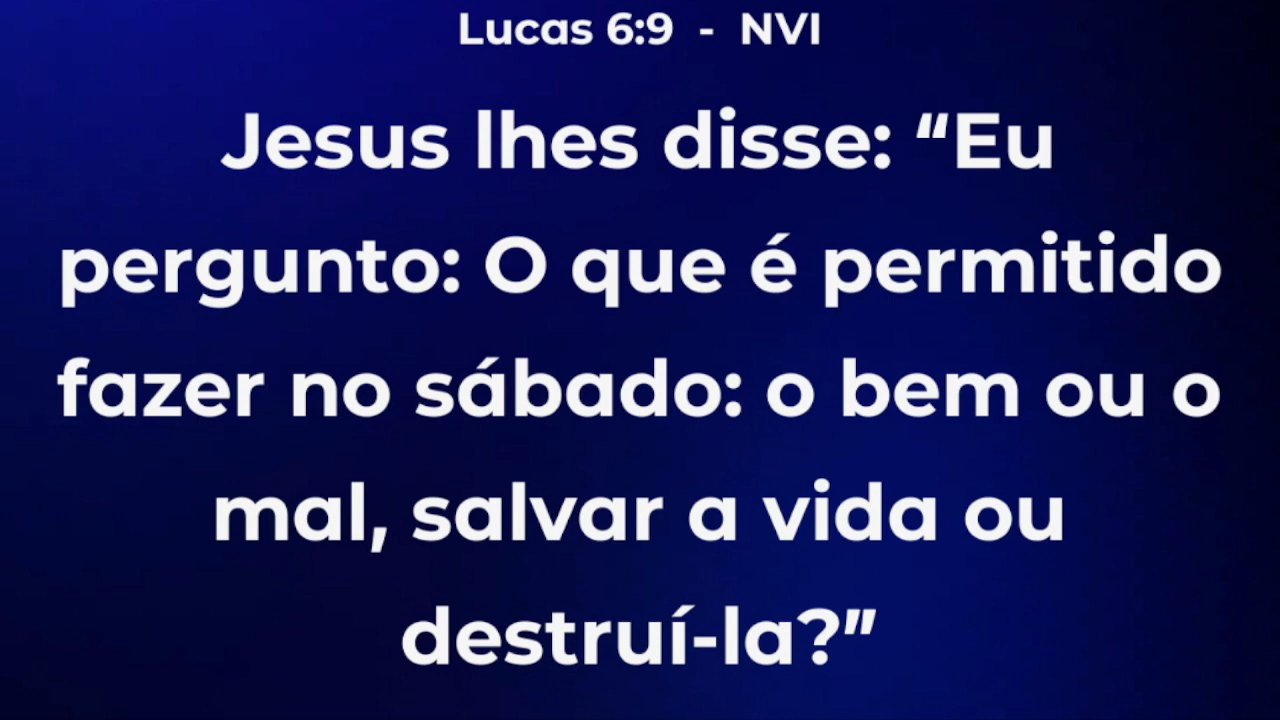 Lucas 6:9 - NVI
Jesus lhes disse: “Eu
pergunto: O que é permitido
fazer no sábado: o bem ou o
mal, salvar a vida ou
destruí-la?”